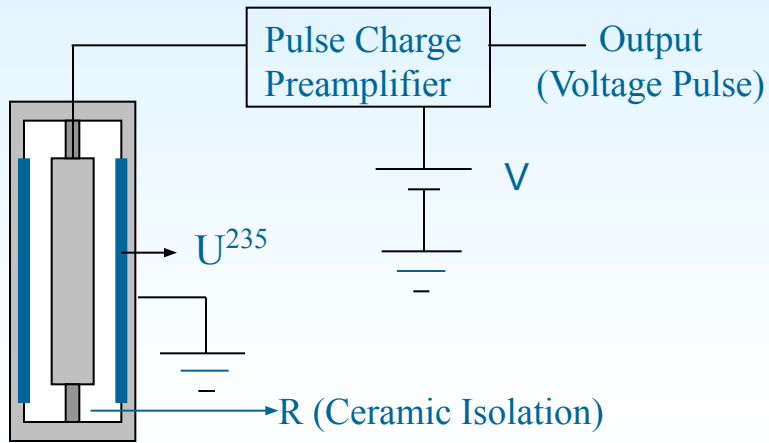 Pulse Charge
Preamplifier
Output
(Voltage Pulse)
V
U²³⁵
R (Ceramic Isolation)